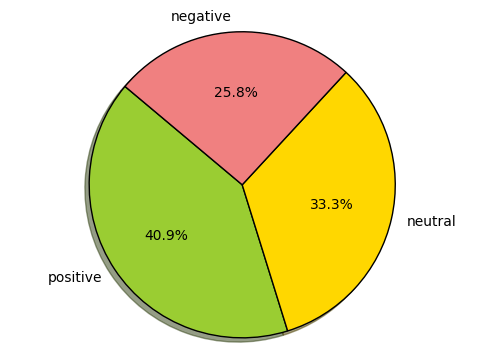 negative
25.8%
33.3%
neutral
40.9%
positive